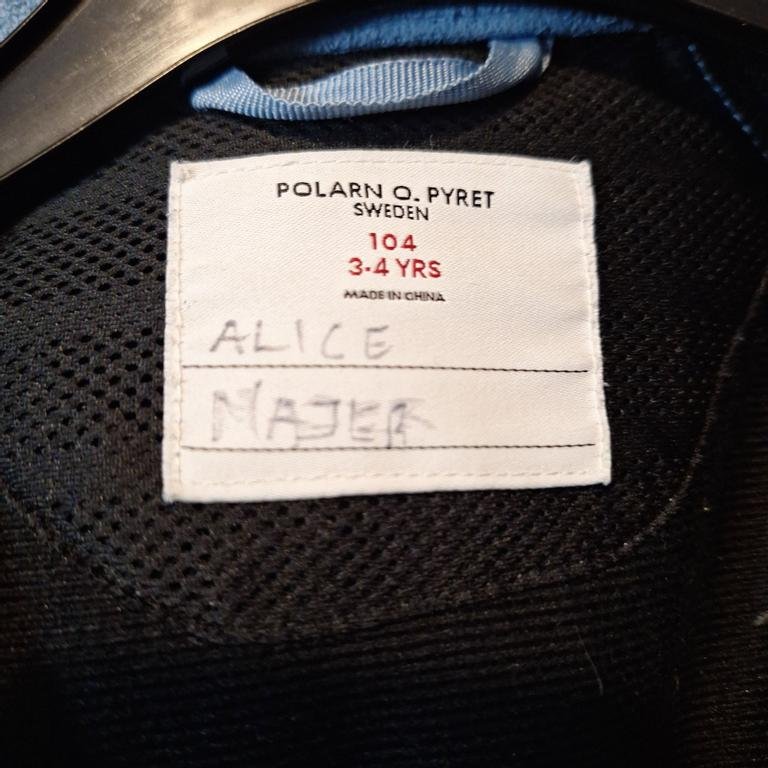 POLARN O. PYRET
SWEDEN
104
3-4 YRS
MADE IN CHINA
ALICE
MAJER